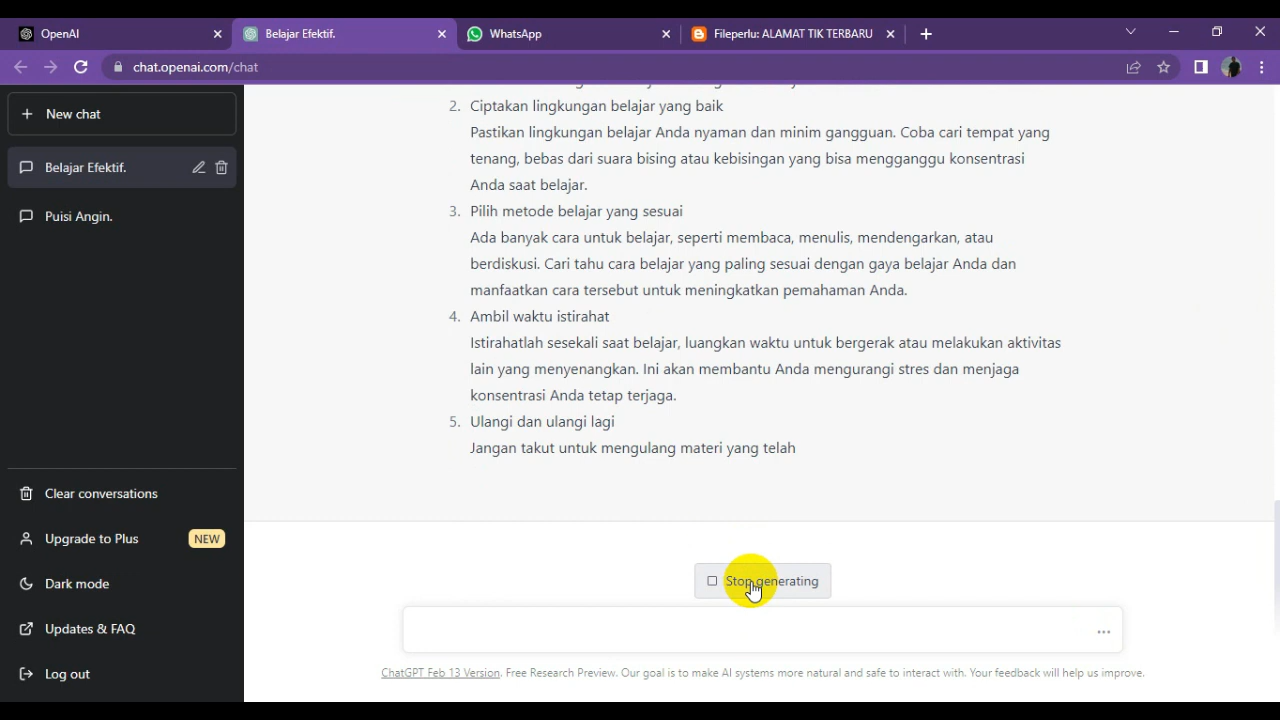 OpenAI
Belajar Efektif.
WhatsApp
Fileperlu: ALAMAT TIK TERBARU
chat.openai.com/chat
New chat
Belajar Efektif.
Puisi Angin.
Clear conversations
Upgrade to Plus
NEW
Dark mode
Updates & FAQ
Log out
2. Ciptakan lingkungan belajar yang baik
Pastikan lingkungan belajar Anda nyaman dan minim gangguan. Coba cari tempat yang
tenang, bebas dari suara bising atau kebisingan yang bisa mengganggu konsentrasi
Anda saat belajar.
3. Pilih metode belajar yang sesuai
Ada banyak cara untuk belajar, seperti membaca, menulis, mendengarkan, atau
berdiskusi. Cari tahu cara belajar yang paling sesuai dengan gaya belajar Anda dan
manfaatkan cara tersebut untuk meningkatkan pemahaman Anda.
4. Ambil waktu istirahat
Istirahatlah sesekali saat belajar, luangkan waktu untuk bergerak atau melakukan aktivitas
lain yang menyenangkan. Ini akan membantu Anda mengurangi stres dan menjaga
konsentrasi Anda tetap terjaga.
5. Ulangi dan ulangi lagi
Jangan takut untuk mengulang materi yang telah
Stop generating
ChatGPT Feb 13 Version. Free Research Preview. Our goal is to make AI systems more natural and safe to interact with. Your feedback will help us improve.